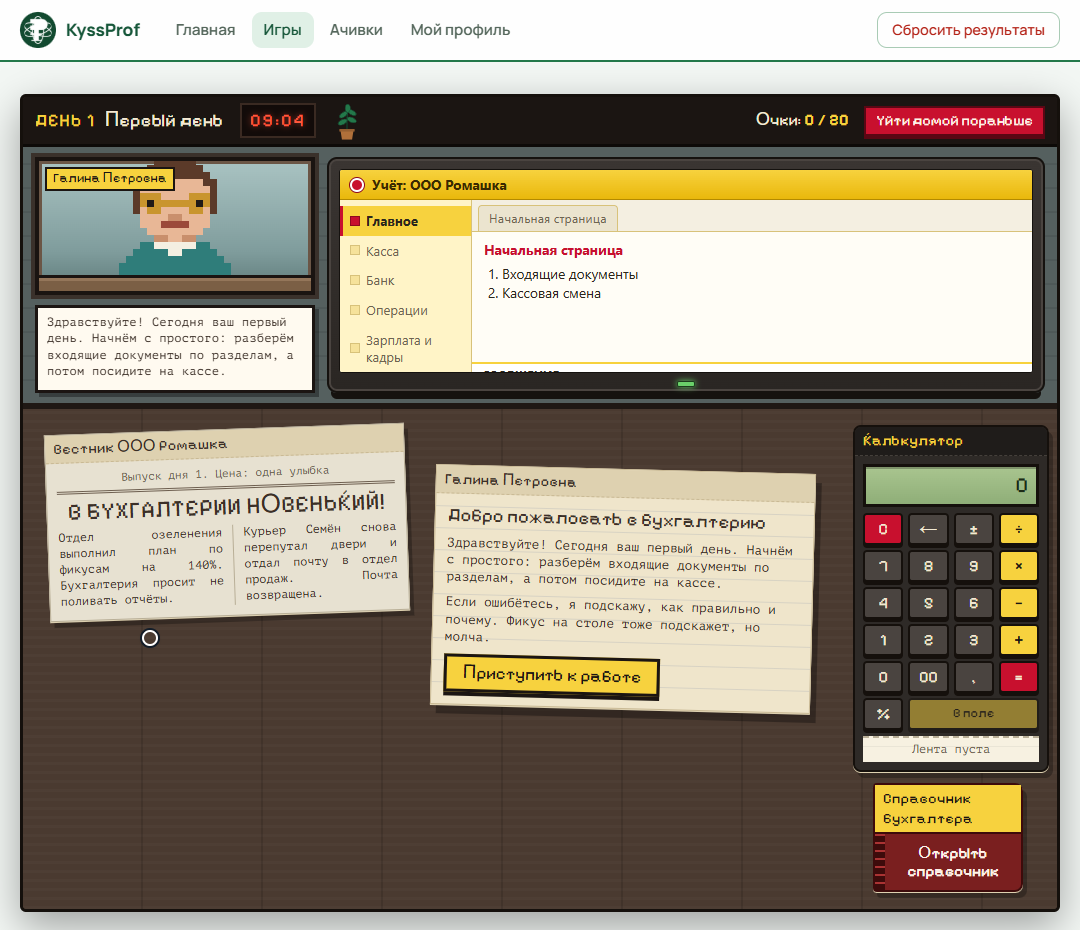 KyssProf
Главная
Игры
Ачивки
Мой профиль
Сбросить результаты
ДЕНЬ 1 Первый день
09:04
Очки: 0 / 80
Уйти домой пораньше
Галина Петровна
Здравствуйте! Сегодня ваш первый
день. Начнём с простого: разберём
входящие документы по разделам, а
потом посидите на кассе.
Учёт: ООО Ромашка
Главное
Касса
Банк
Операции
Зарплата и
кадры
Начальная страница
Начальная страница
1. Входящие документы
2. Кассовая смена
Вестник ООО Ромашка
Выпуск дня 1. Цена: одна улыбка
В БУХГАЛТЕРИИ НОВЕНЬКИЙ!
Отдел озеленения
выполнил план по
фикусам на 140%.
Бухгалтерия просит не
поливать отчёты.
Курьер Семён снова
перепутал двери и
отдал почту в отдел
продаж. Почта
возвращена.
Галина Петровна
Добро пожаловать в бухгалтерию
Здравствуйте! Сегодня ваш первый день. Начнём
с простого: разберём входящие документы по
разделам, а потом посидите на кассе.
Если ошибётесь, я подскажу, как правильно и
почему. Фикус на столе тоже подскажет, но
молча.
Приступить к работе
Калькулятор
0
С ← ± ÷
7 8 9 ×
4 5 6 −
1 2 3 +
0 00 , =
% В поле
Лента пуста
Справочник
бухгалтера
Открыть
справочник